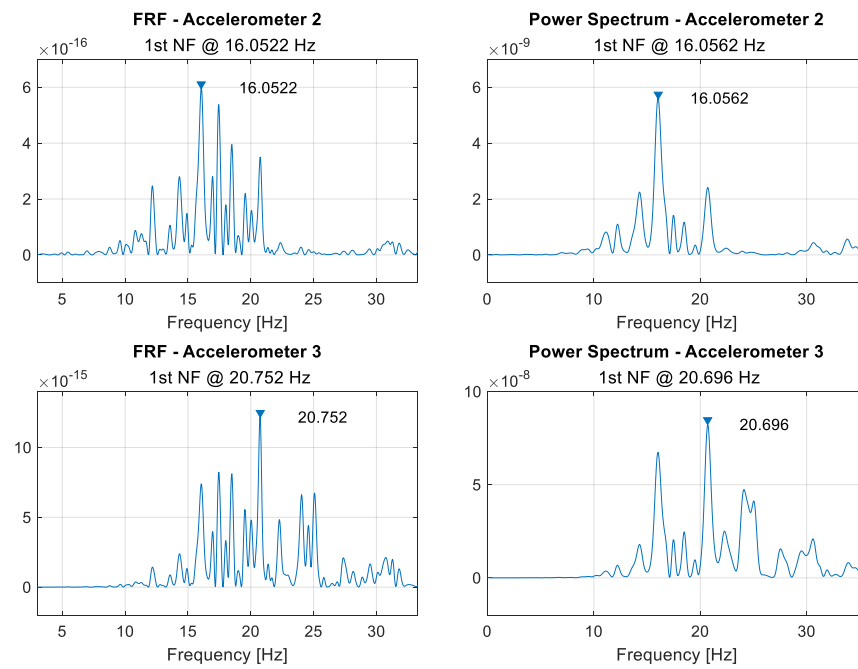 FRF - Accelerometer 2
1st NF @ 16.0522 Hz
×10^-16
16.0522
6
4
2
0
5 10 15 20 25 30
Frequency [Hz]
Power Spectrum - Accelerometer 2
1st NF @ 16.0562 Hz
×10^-9
16.0562
6
4
2
0
0 10 20 30
Frequency [Hz]
FRF - Accelerometer 3
1st NF @ 20.752 Hz
×10^-15
20.752
10
5
0
5 10 15 20 25 30
Frequency [Hz]
Power Spectrum - Accelerometer 3
1st NF @ 20.696 Hz
×10^-8
10
20.696
5
0
0 10 20 30
Frequency [Hz]